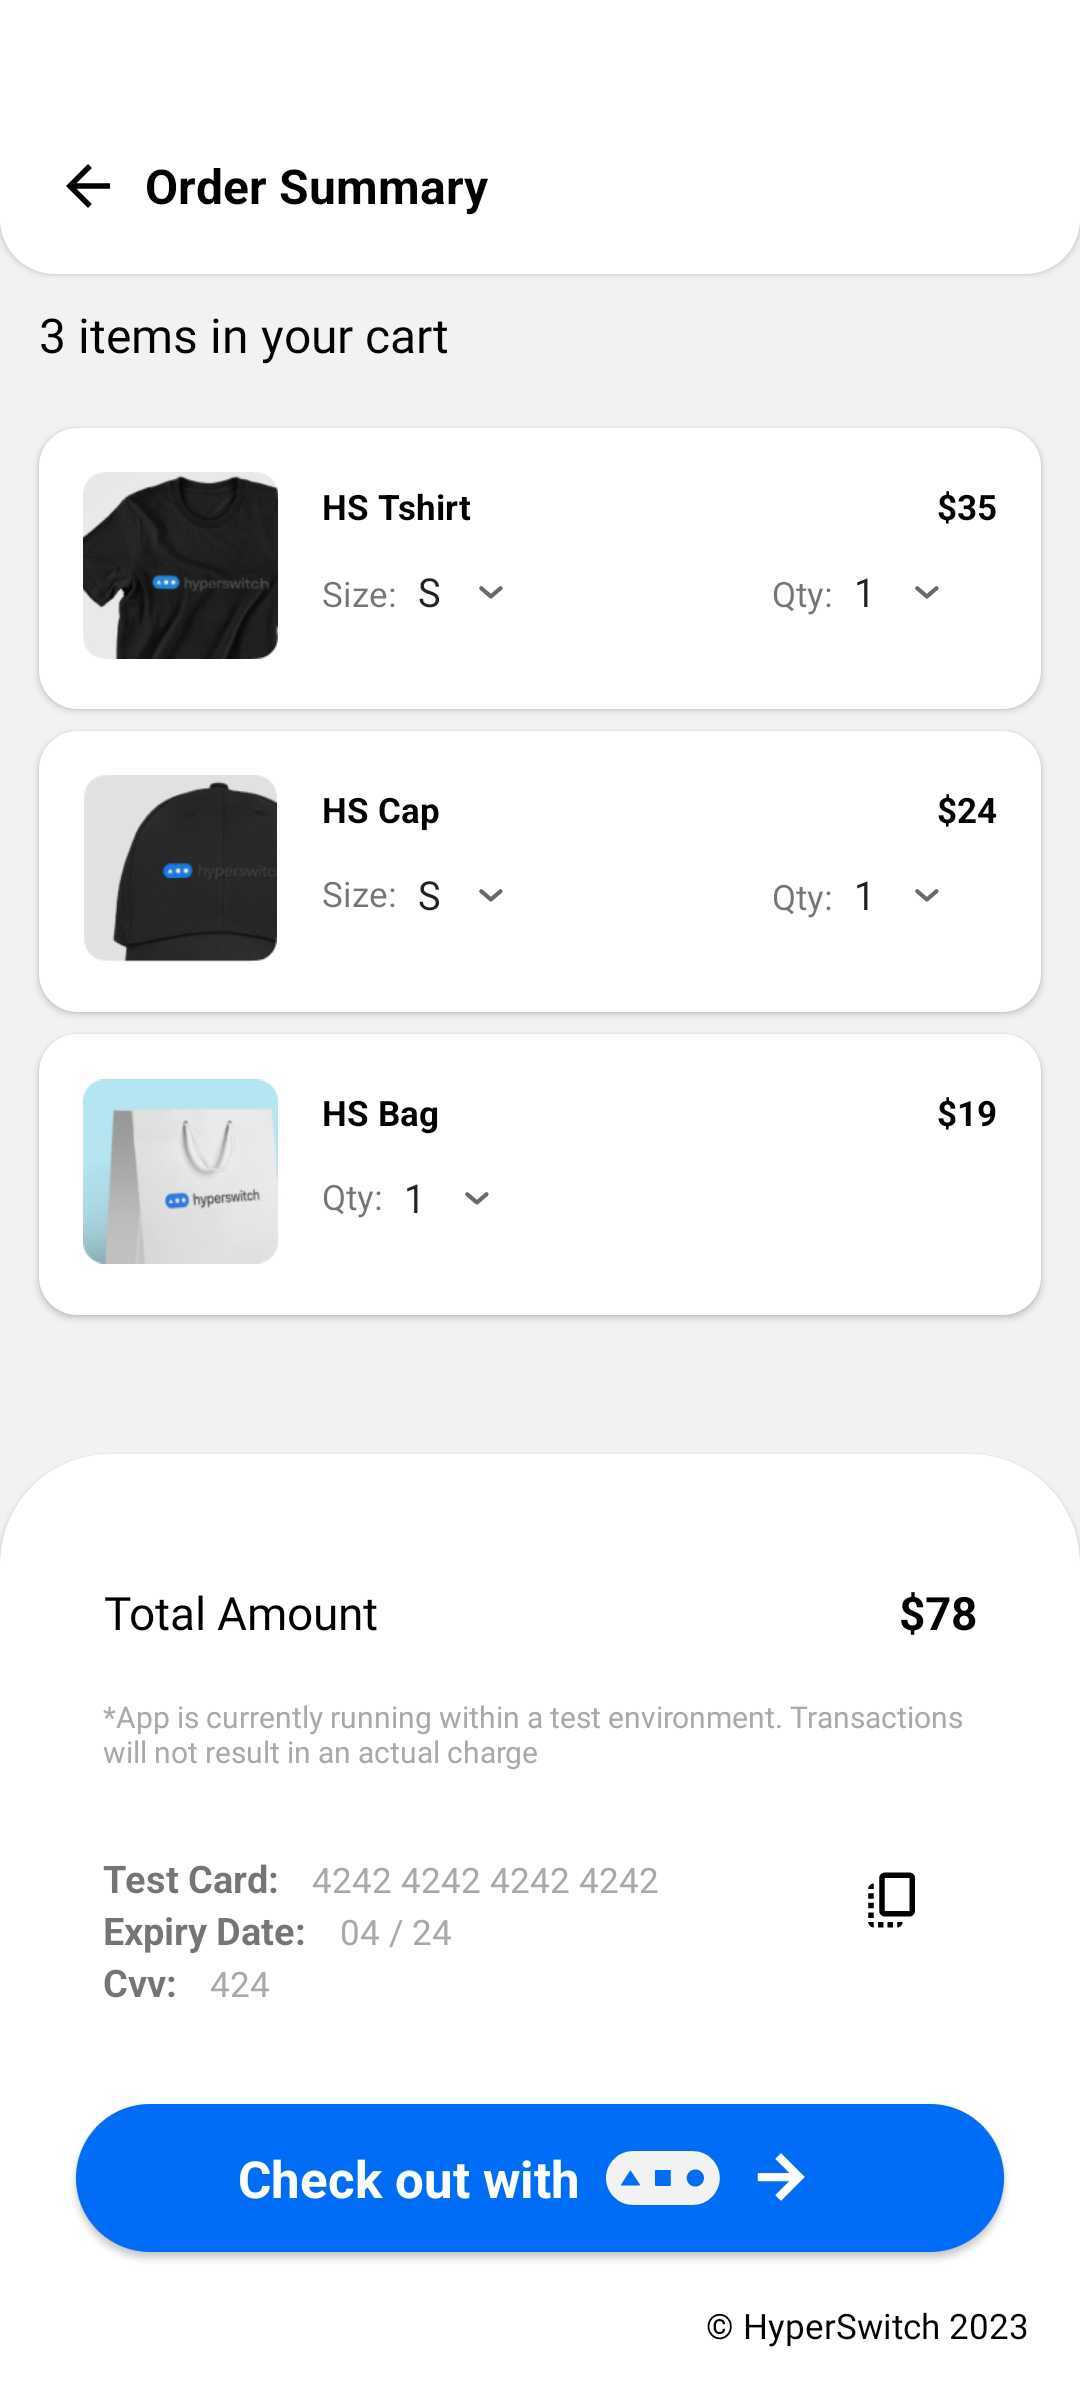 Order Summary
3 items in your cart
HS Tshirt $35
Size: S Qty: 1
hyperswitch
HS Cap $24
Size: S Qty: 1
hyperswitc
HS Bag $19
Qty: 1
hyperswitch
Total Amount $78
*App is currently running within a test environment. Transactions
will not result in an actual charge
Test Card: 4242 4242 4242 4242
Expiry Date: 04 / 24
Cvv: 424
Check out with
© HyperSwitch 2023